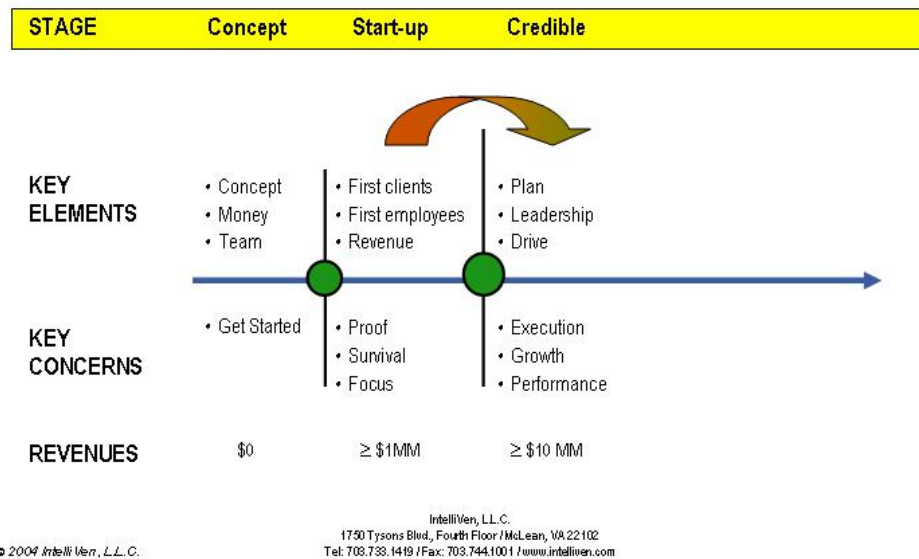 STAGE Concept Start-up Credible
KEY ELEMENTS
• Concept
• Money
• Team
• First clients
• First employees
• Revenue
• Plan
• Leadership
• Drive
KEY CONCERNS
• Get Started
• Proof
• Survival
• Focus
• Execution
• Growth
• Performance
REVENUES $0 ≥ $1MM ≥ $10 MM
IntelliVen, L.L.C.
1750 Tysons Blvd., Fourth Floor / McLean, VA 22102
© 2004 IntelliVen, L.L.C. Tel: 703.733.1419 / Fax: 703.744.1001 / www.intelliven.com